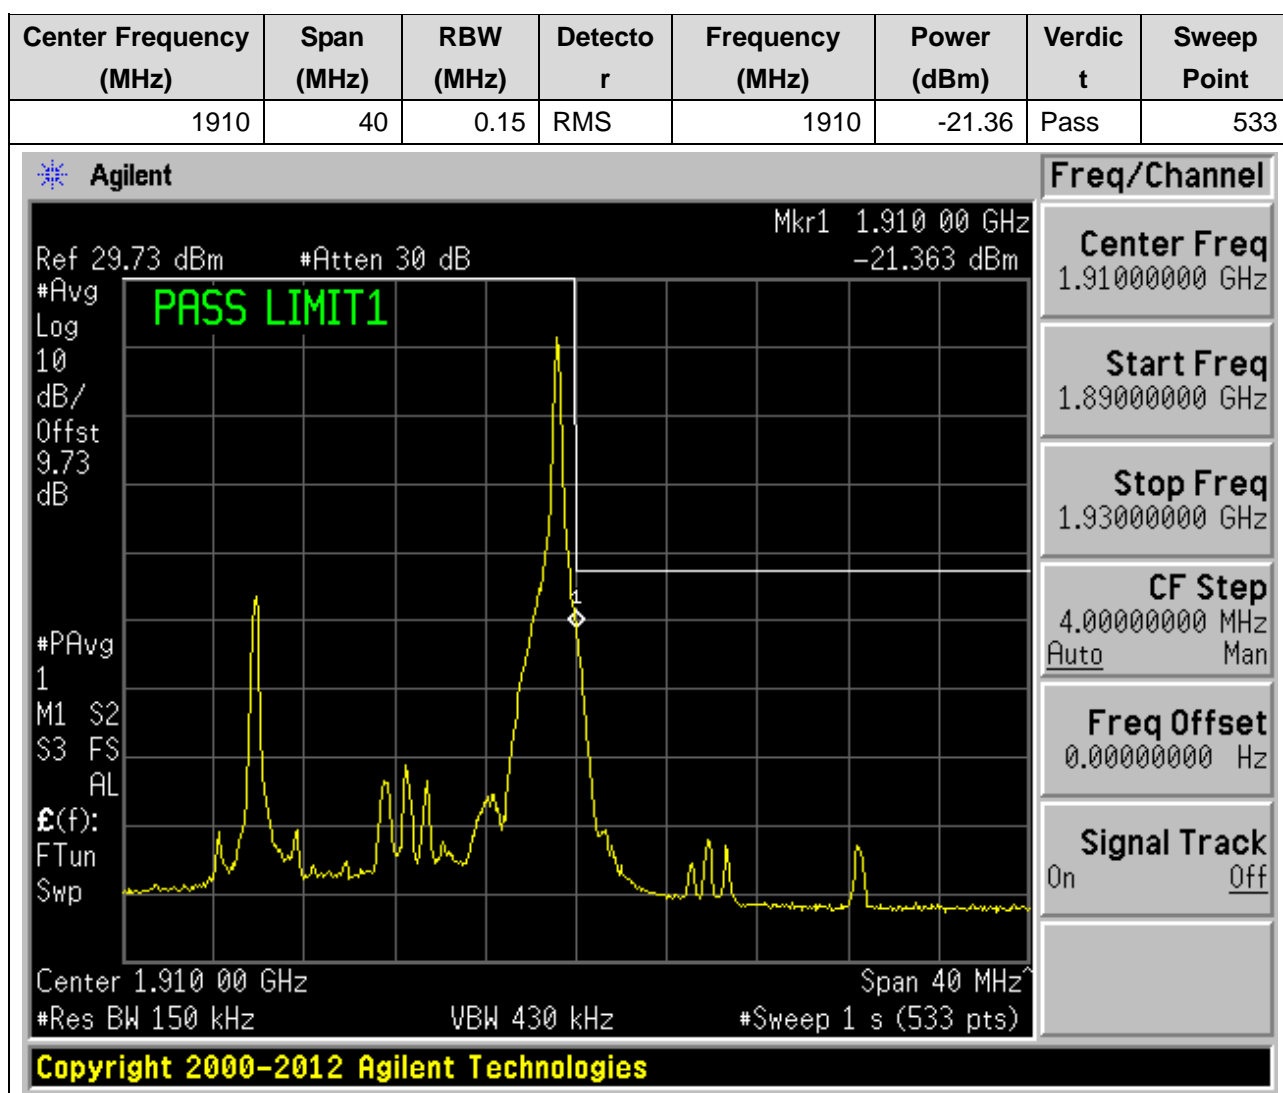 Center Frequency (MHz) Span (MHz) RBW (MHz) Detecto r Frequency (MHz) Power (dBm) Verdic t Sweep Point
1910 40 0.15 RMS 1910 -21.36 Pass 533
Agilent
Freq/Channel
Mkr1 1.910 00 GHz
Ref 29.73 dBm #Atten 30 dB -21.363 dBm
#Avg
Log
10
dB/
Offst
9.73
dB
PASS LIMIT1
1
#PAvg
1
M1 S2
S3 FS
AL
£(f):
FTun
Swp
Center 1.910 00 GHz Span 40 MHz^
#Res BW 150 kHz VBW 430 kHz #Sweep 1 s (533 pts)
Center Freq
1.91000000 GHz
Start Freq
1.89000000 GHz
Stop Freq
1.93000000 GHz
CF Step
4.00000000 MHz
Auto Man
Freq Offset
0.00000000 Hz
Signal Track
On Off
Copyright 2000-2012 Agilent Technologies